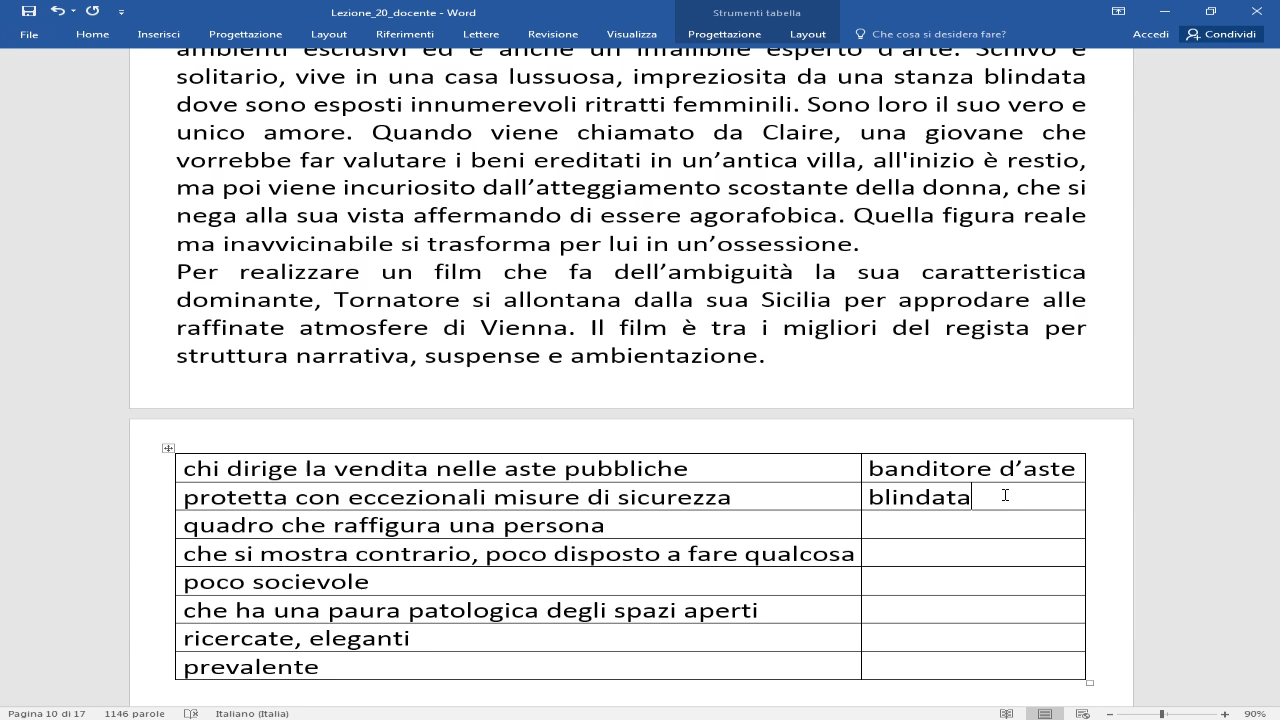 Lezione_20_docente - Word
Strumenti tabella
File Home Inserisci Progettazione Layout Riferimenti Lettere Revisione Visualizza Progettazione Layout Che cosa si desidera fare? Accedi Condividi
ambienti esclusivi ed è anche un infallibile esperto d'arte. Schivo e
solitario, vive in una casa lussuosa, impreziosita da una stanza blindata
dove sono esposti innumerevoli ritratti femminili. Sono loro il suo vero e
unico amore. Quando viene chiamato da Claire, una giovane che
vorrebbe far valutare i beni ereditati in un’antica villa, all'inizio è restio,
ma poi viene incuriosito dall’atteggiamento scostante della donna, che si
nega alla sua vista affermando di essere agorafobica. Quella figura reale
ma inavvicinabile si trasforma per lui in un’ossessione.
Per realizzare un film che fa dell’ambiguità la sua caratteristica
dominante, Tornatore si allontana dalla sua Sicilia per approdare alle
raffinate atmosfere di Vienna. Il film è tra i migliori del regista per
struttura narrativa, suspense e ambientazione.
chi dirige la vendita nelle aste pubbliche banditore d’aste
protetta con eccezionali misure di sicurezza blindata
quadro che raffigura una persona
che si mostra contrario, poco disposto a fare qualcosa
poco socievole
che ha una paura patologica degli spazi aperti
ricercate, eleganti
prevalente
Pagina 10 di 17 1146 parole Italiano (Italia) 90%